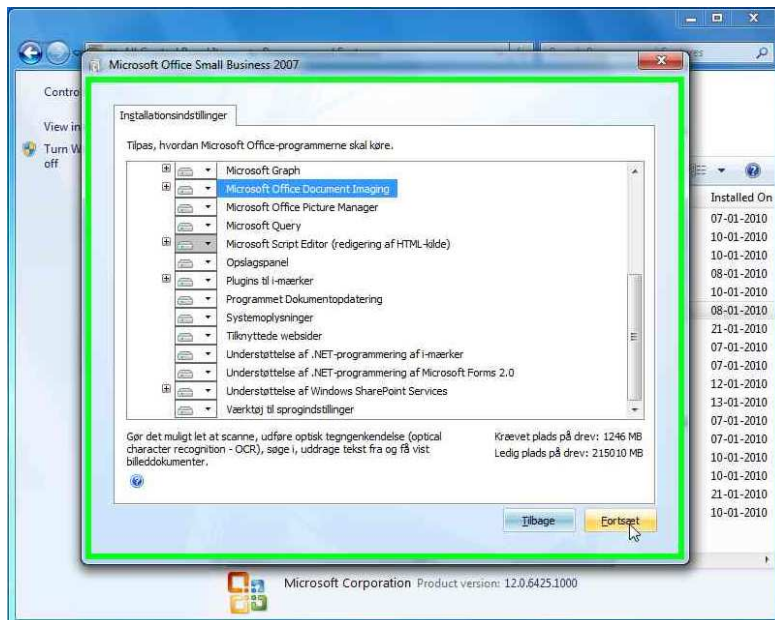 Microsoft Office Small Business 2007
Contro
View in
Turn W
off
Installationsindstillinger
Tilpas, hvordan Microsoft Office-programmerne skal køre.
Microsoft Graph
Microsoft Office Document Imaging
Microsoft Office Picture Manager
Microsoft Query
Microsoft Script Editor (redigering af HTML-kilde)
Opslagspanel
Plugins til i-mærker
Programmet Dokumentopdatering
Systemoplysninger
Tilknyttede websider
Understøttelse af .NET-programmering af i-mærker
Understøttelse af .NET-programmering af Microsoft Forms 2.0
Understøttelse af Windows SharePoint Services
Værktøj til sprogindstillinger
Gør det muligt let at scanne, udføre optisk tegngenkendelse (optical
character recognition - OCR), søge i, uddrage tekst fra og få vist
billeddokumenter.
Krævet plads på drev: 1246 MB
Ledig plads på drev: 215010 MB
Tilbage
Fortsæt
Installed On
07-01-2010
10-01-2010
10-01-2010
08-01-2010
10-01-2010
08-01-2010
21-01-2010
07-01-2010
07-01-2010
12-01-2010
13-01-2010
07-01-2010
07-01-2010
10-01-2010
10-01-2010
21-01-2010
10-01-2010
Microsoft Corporation Product version: 12.0.6425.1000